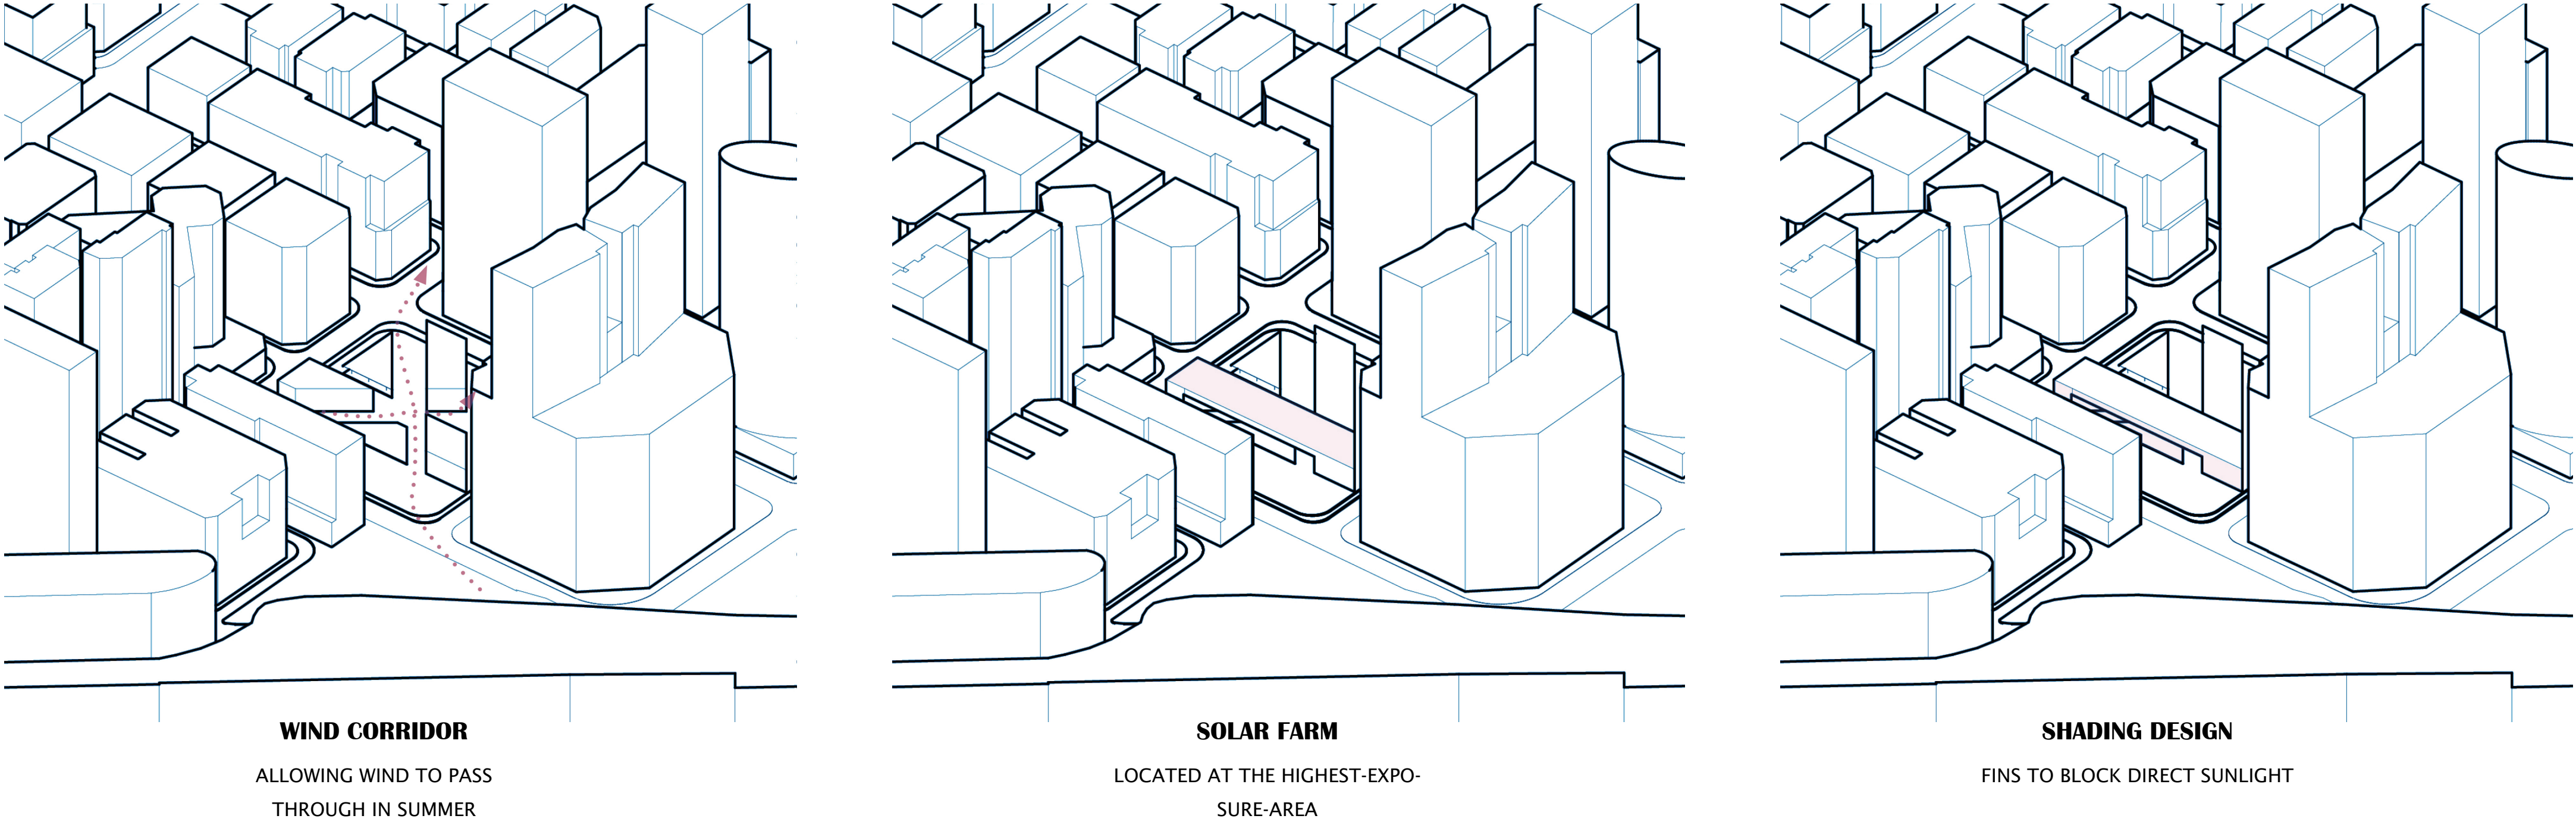 WIND CORRIDOR
ALLOWING WIND TO PASS
THROUGH IN SUMMER
SOLAR FARM
LOCATED AT THE HIGHEST-EXPO-
SURE-AREA
SHADING DESIGN
FINS TO BLOCK DIRECT SUNLIGHT